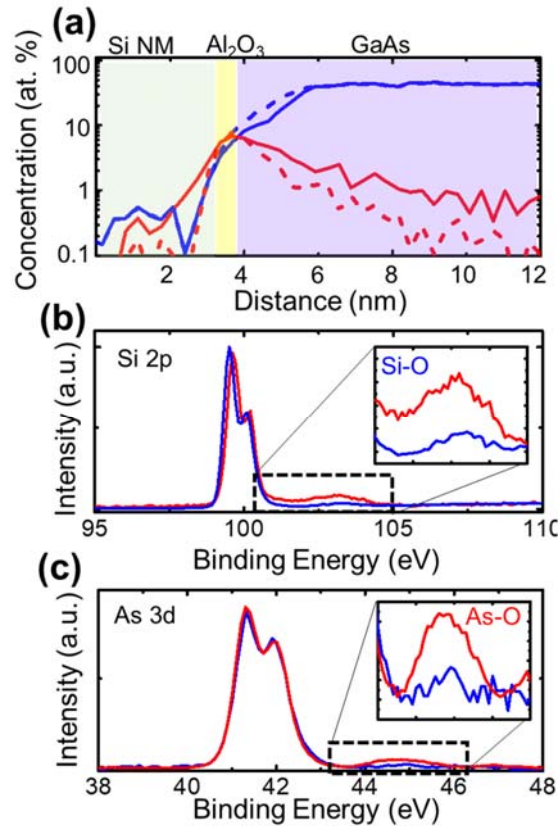 (a)
Si NM Al₂O₃ GaAs
Concentration (at. %)
100
10
1
0.1
2 4 6 8 10 12
Distance (nm)
(b)
Si 2p
Si-O
Intensity (a.u.)
95 100 105 110
Binding Energy (eV)
(c)
As 3d
As-O
Intensity (a.u.)
38 40 42 44 46 48
Binding Energy (eV)